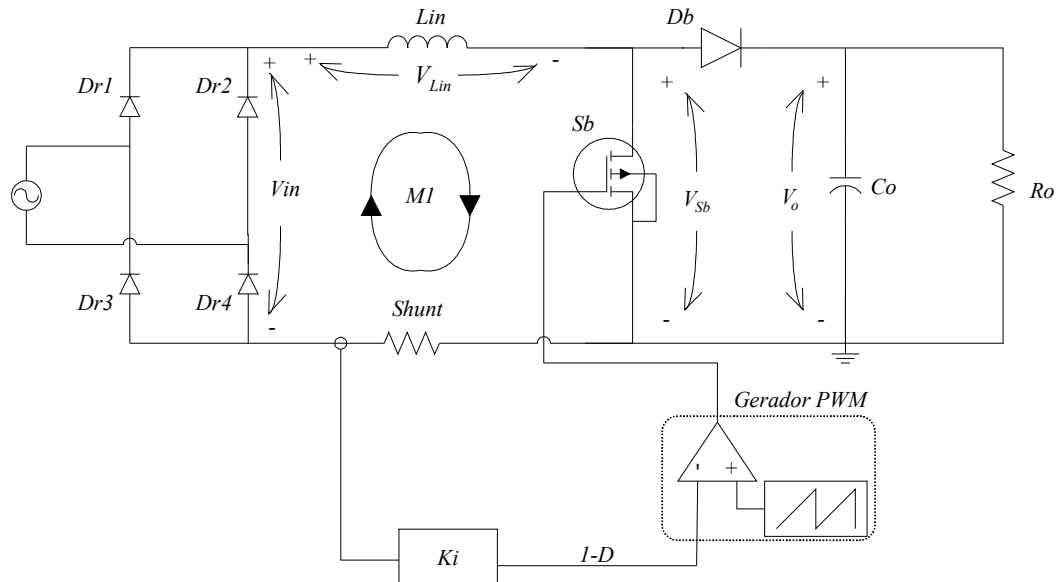 Lin
Db
+
+
-
V_Lin
Dr1
Dr2
+
+
Sb
Vin
M1
V_Sb
V_o
Co
Ro
Dr3
Dr4
-
Shunt
-
-
Gerador PWM
-
+
Ki
1-D